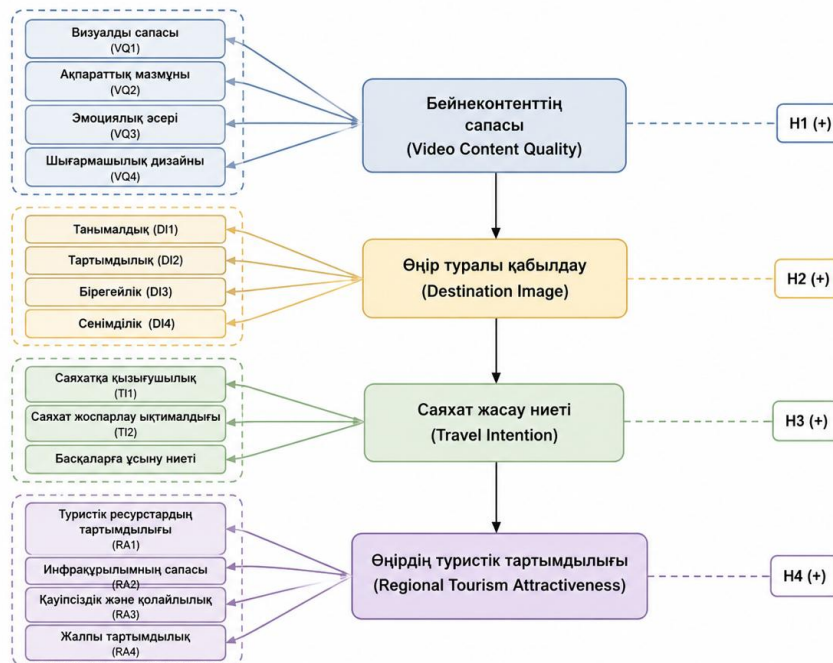 Визуалды сапасы
(VQ1)
Ақпараттық мазмұны
(VQ2)
Эмоциялық әсері
(VQ3)
Шығармашылық дизайны
(VQ4)
Бейнеконтенттің
сапасы
(Video Content Quality)
H1 (+)
Танымалдық (DI1)
Тартымдылық (DI2)
Бірегейлік (DI3)
Сенімділік (DI4)
Өңір туралы қабылдау
(Destination Image)
H2 (+)
Саяхатқа қызығушылық
(TI1)
Саяхат жоспарлау ықтималдығы
(TI2)
Басқаларға ұсыну ниеті
Саяхат жасау ниеті
(Travel Intention)
H3 (+)
Туристік ресурстардың
тартымдылығы
(RA1)
Инфрақұрылымның сапасы
(RA2)
Қауіпсіздік және қолайлылық
(RA3)
Жалпы тартымдылық
(RA4)
Өңірдің туристік тартымдылығы
(Regional Tourism Attractiveness)
H4 (+)